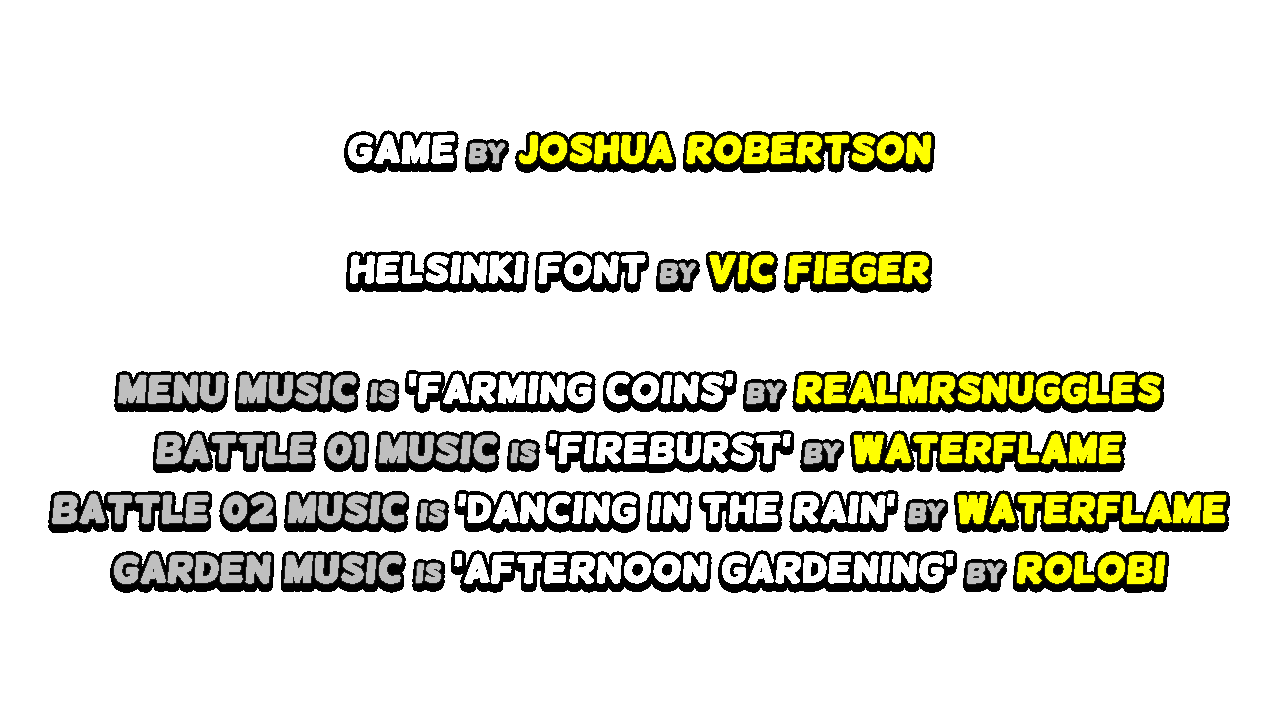 GAME BY JOSHUA ROBERTSON
HELSINKI FONT BY VIC FIEGER
MENU MUSIC IS 'FARMING COINS' BY REALMRSNUGGLES
BATTLE 01 MUSIC IS 'FIREBURST' BY WATERFLAME
BATTLE 02 MUSIC IS 'DANCING IN THE RAIN' BY WATERFLAME
GARDEN MUSIC IS 'AFTERNOON GARDENING' BY ROLOBI